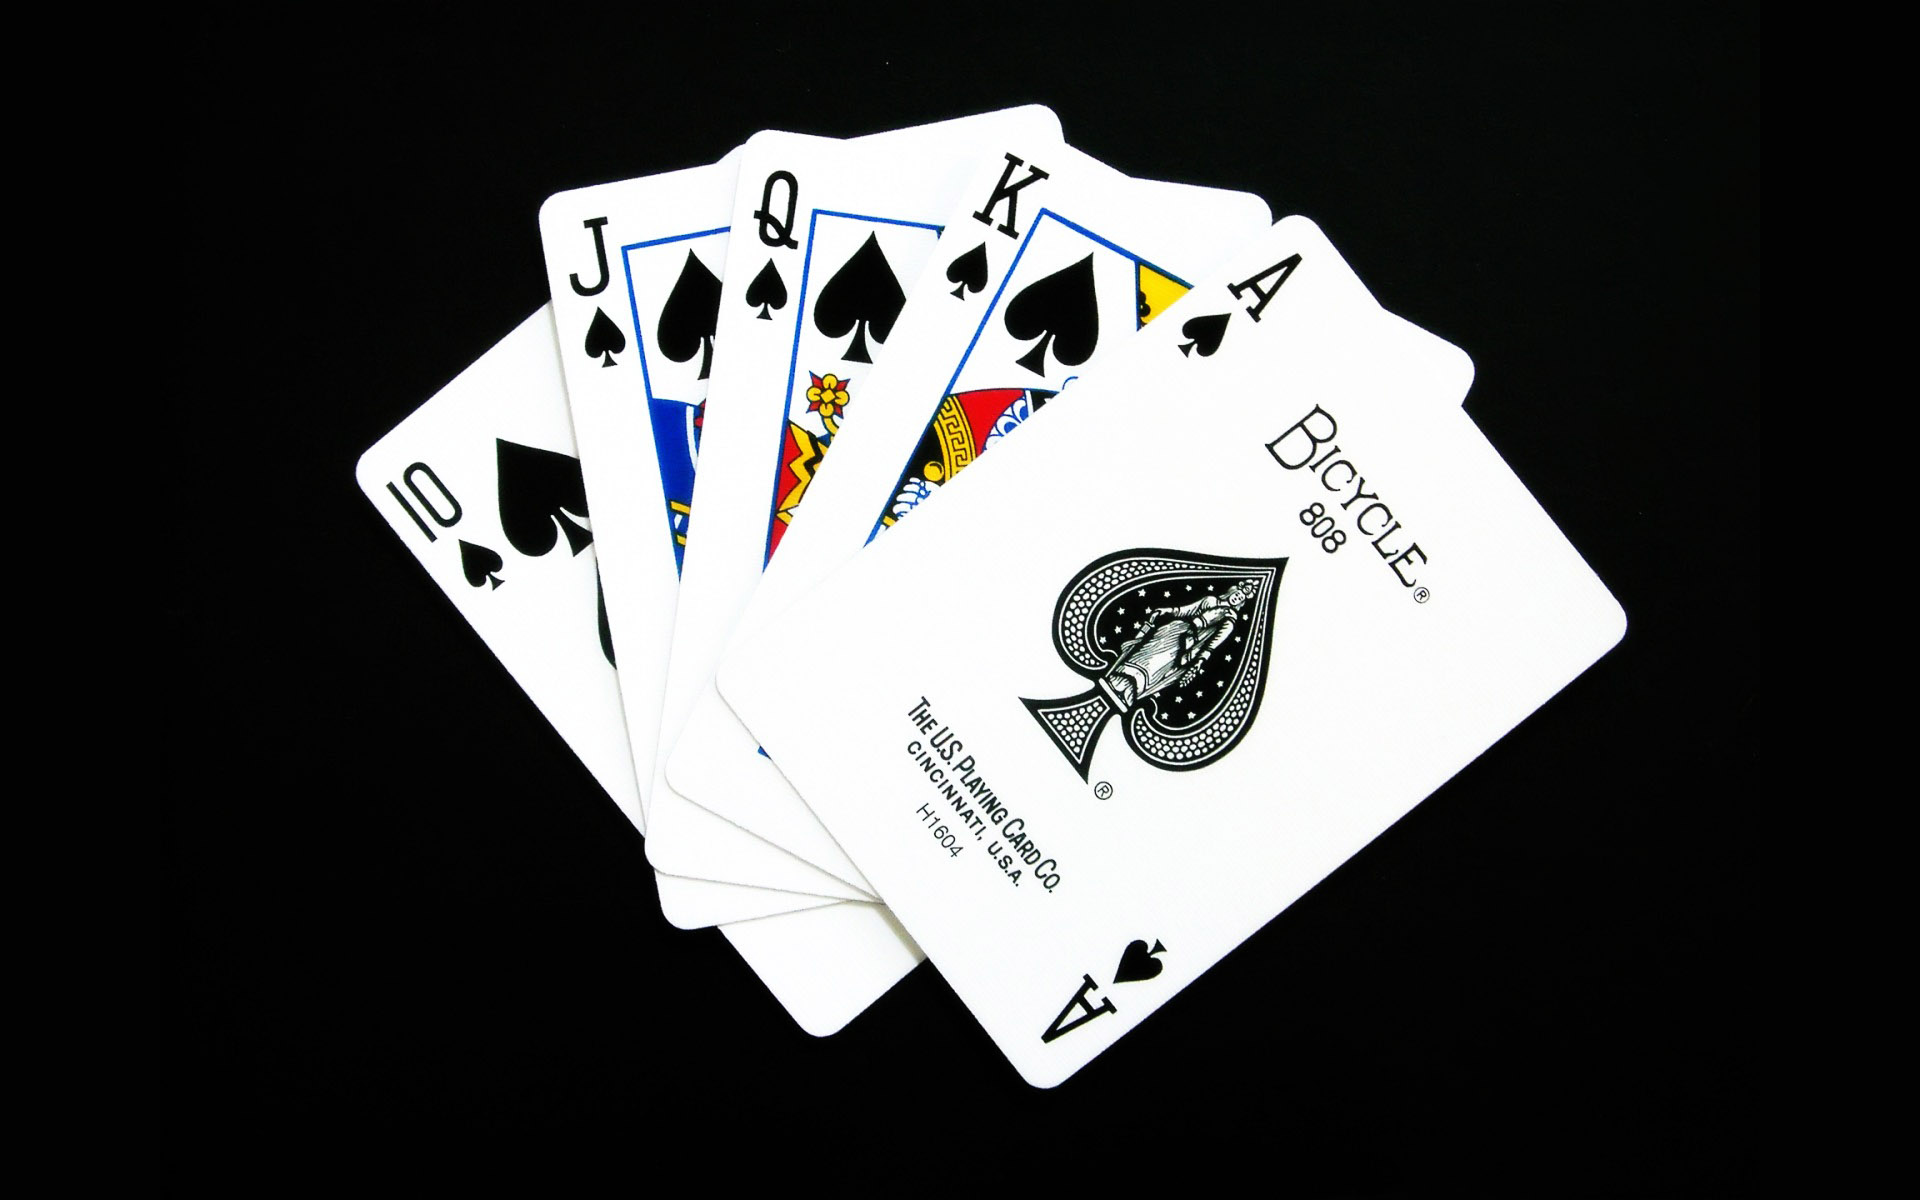 10
J
Q
K
A
BICYCLE®
808
®
THE U.S. PLAYING CARD CO.
CINCINNATI, U.S.A.
H1604
A